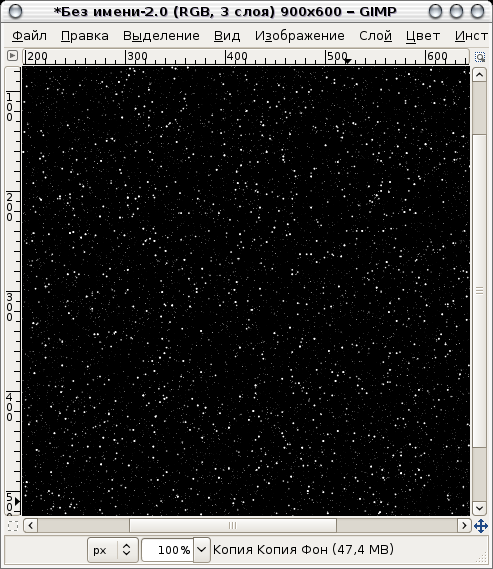 *Без имени-2.0 (RGB, 3 слоя) 900x600 – GIMP
Файл Правка Выделение Вид Изображение Слой Цвет Инст
200 300 400 500 600
100
200
300
400
500
px 100% Копия Копия Фон (47,4 MB)